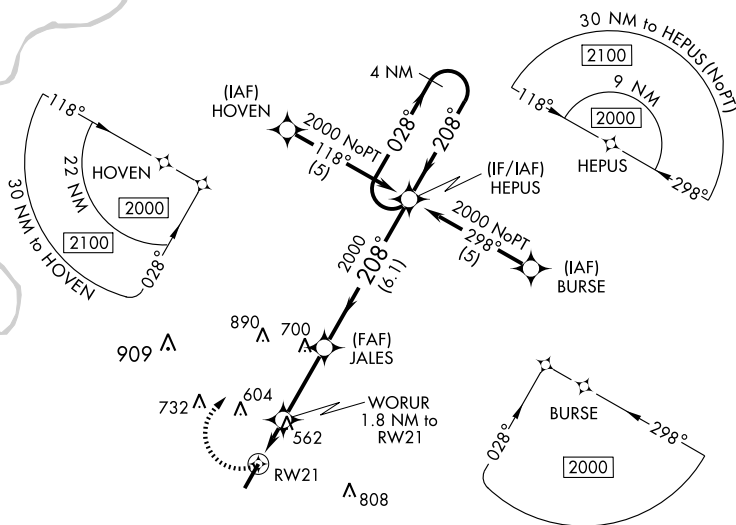 30 NM to HEPUS (NoPT)
2100
9 NM
2000
118°
HEPUS
298°
4 NM
(IAF)
HOVEN
2000 NoPT
118°
(5)
028°
208°
(IF/IAF)
HEPUS
118°
HOVEN
22 NM
2000
2100
30 NM to HOVEN
028°
2000 NoPT
298°
(5)
(IAF)
BURSE
2000
208°
(6.1)
890
700
(FAF)
JALES
909
732
604
WORUR
1.8 NM to
RW21
562
RW21
808
BURSE
028°
298°
2000